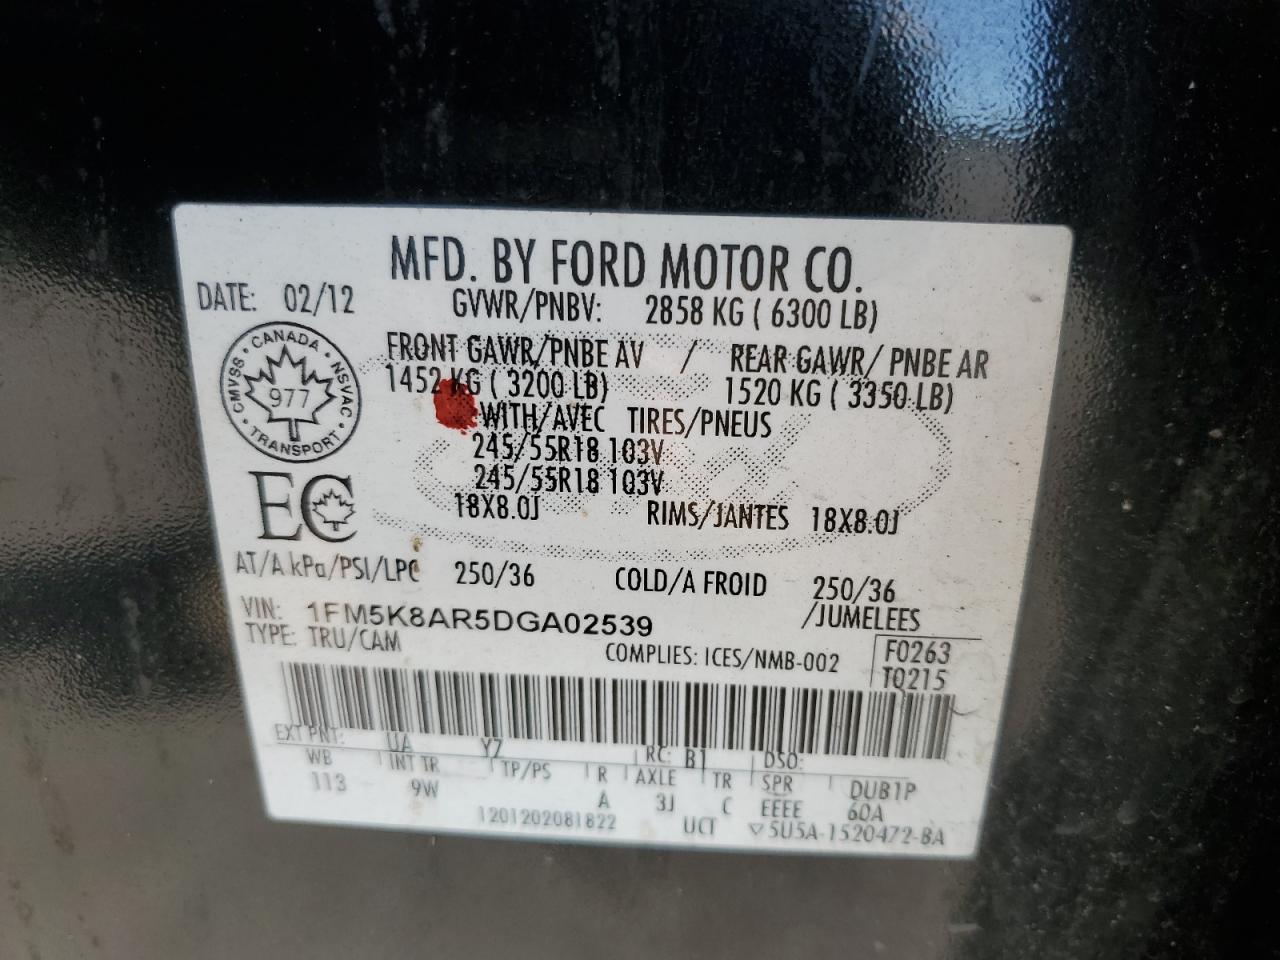 MFD. BY FORD MOTOR CO.
DATE: 02/12 GVWR/PNBV: 2858 KG ( 6300 LB)
FRONT GAWR/PNBE AV / REAR GAWR/ PNBE AR
1452 KG ( 3200 LB) 1520 KG ( 3350 LB)
WITH/AVEC TIRES/PNEUS
245/55R18 103V
245/55R18 103V
18X8.0J RIMS/JANTES 18X8.0J
CANADA · NSVAC · TRANSPORT · CMVSS ·
977
EC
AT/A kPa/PSI/LPC 250/36 COLD/A FROID 250/36
VIN: 1FM5K8AR5DGA02539 /JUMELEES
TYPE: TRU/CAM COMPLIES: ICES/NMB-002 F0263
T0215
EXT PNT: UA YZ RC: B1 DSO:
WB INT TR TP/PS R AXLE TR SPR DUB1P
113 9W A 3J C EEEE 60A
1201202081822 UCT ▽5U5A-1520472-BA